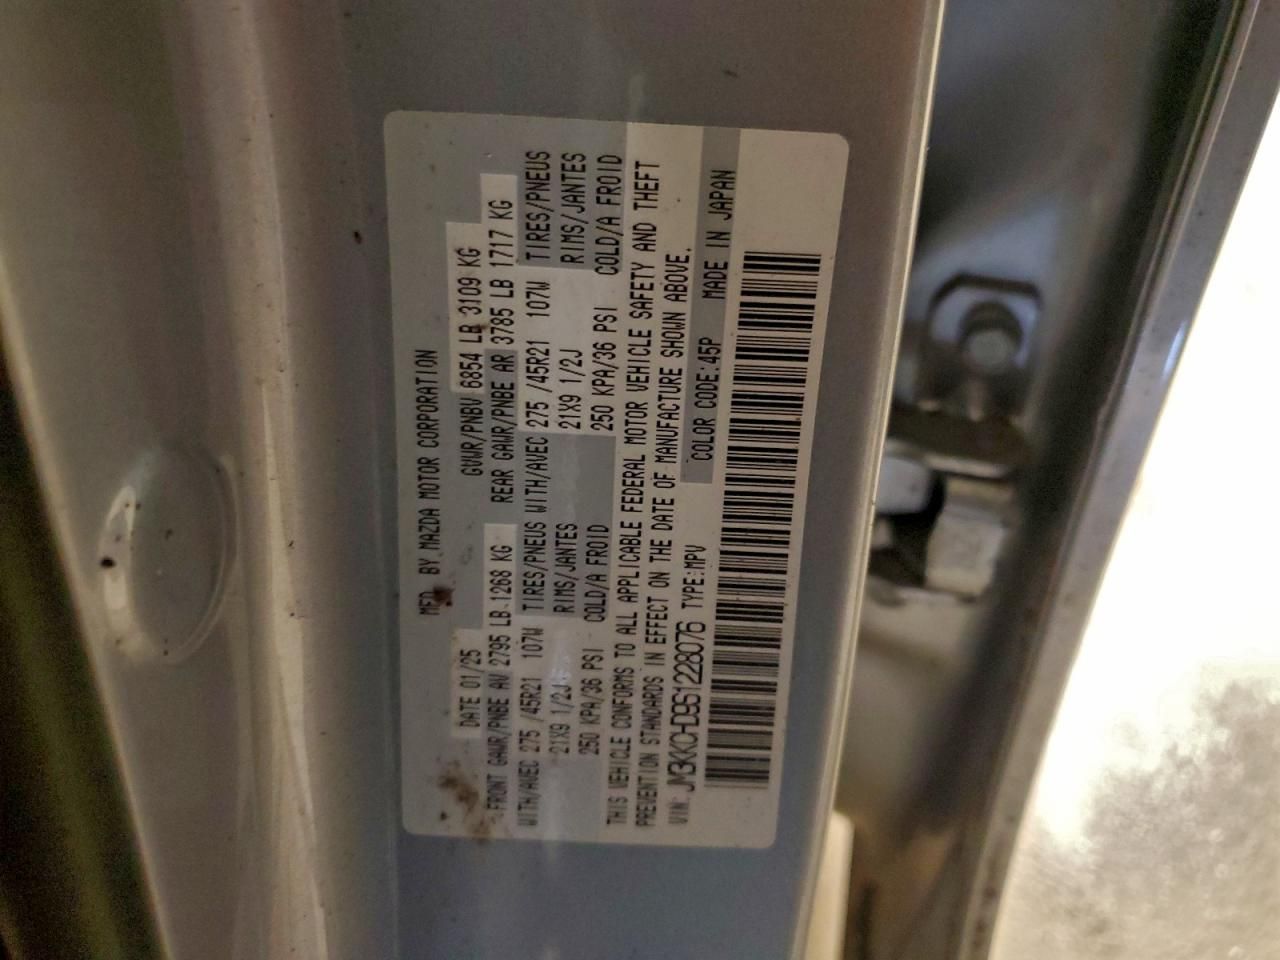 MFD BY MAZDA MOTOR CORPORATION
DATE 01/25 GVWR/PNBV 6854 LB 3109 KG
FRONT GAWR/PNBE AV 2795 LB 1268 KG REAR GAWR/PNBE AR 3785 LB 1717 KG
WITH/AVEC 275 /45R21 107W TIRES/PNEUS WITH/AVEC 275 /45R21 107W TIRES/PNEUS
21X9 1/2J RIMS/JANTES 21X9 1/2J RIMS/JANTES
250 KPA/36 PSI COLD/A FROID 250 KPA/36 PSI COLD/A FROID
THIS VEHICLE CONFORMS TO ALL APPLICABLE FEDERAL MOTOR VEHICLE SAFETY AND THEFT
PREVENTION STANDARDS IN EFFECT ON THE DATE OF MANUFACTURE SHOWN ABOVE.
VIN: JM3KKCHD9S1228076 TYPE:MPV COLOR CODE:45P MADE IN JAPAN